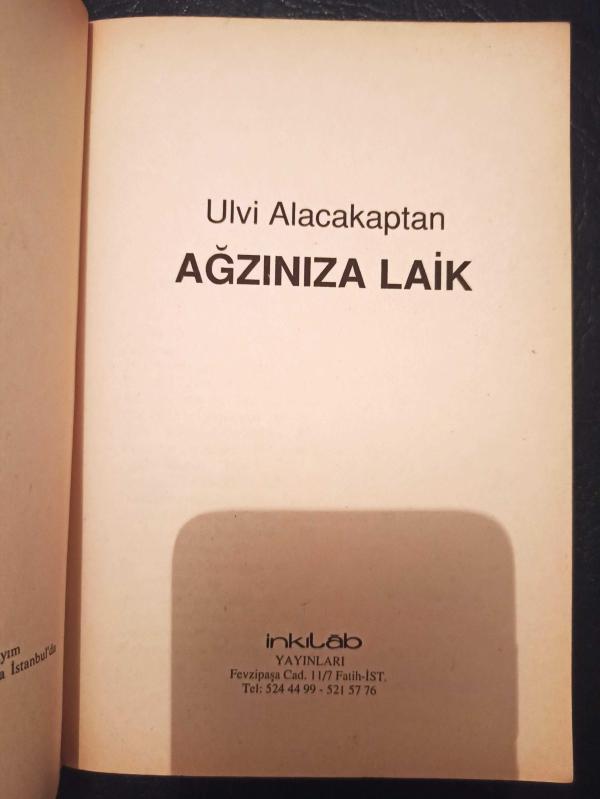 Ulvi Alacakaptan
AĞZINIZA LAİK
inkılâb
YAYINLARI
Fevzipaşa Cad. 11/7 Fatih-İST.
Tel: 524 44 99 - 521 57 76
İstanbul'da